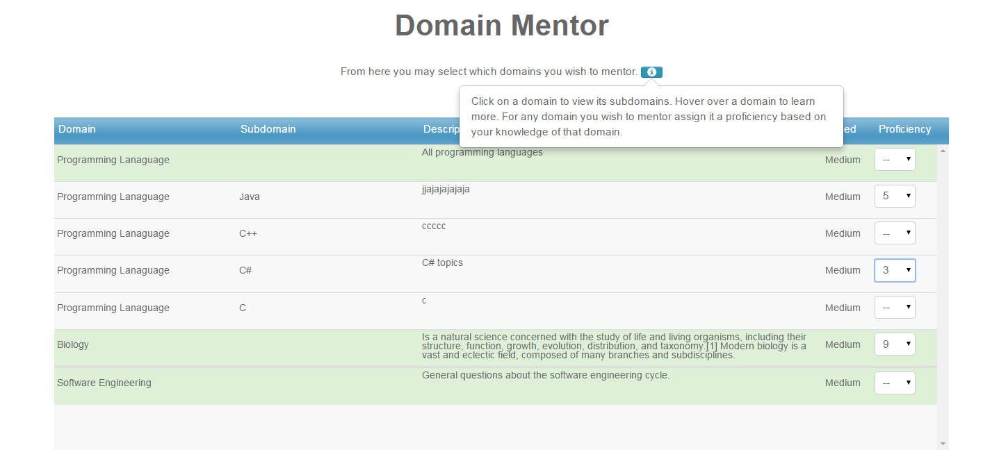 Domain Mentor
From here you may select which domains you wish to mentor.
Click on a domain to view its subdomains. Hover over a domain to learn
more. For any domain you wish to mentor assign it a proficiency based on
your knowledge of that domain.
Domain Subdomain Descrip ed Proficiency
Programming Lanaguage All programming languages Medium --
Programming Lanaguage Java jjajajajajaja Medium 5
Programming Lanaguage C++ ccccc Medium --
Programming Lanaguage C# C# topics Medium 3
Programming Lanaguage C c Medium --
Biology Is a natural science concerned with the study of life and living organisms, including their Medium 9
structure, function, growth, evolution, distribution, and taxonomy.[1] Modern biology is a
vast and eclectic field, composed of many branches and subdisciplines.
Software Engineering General questions about the software engineering cycle. Medium --